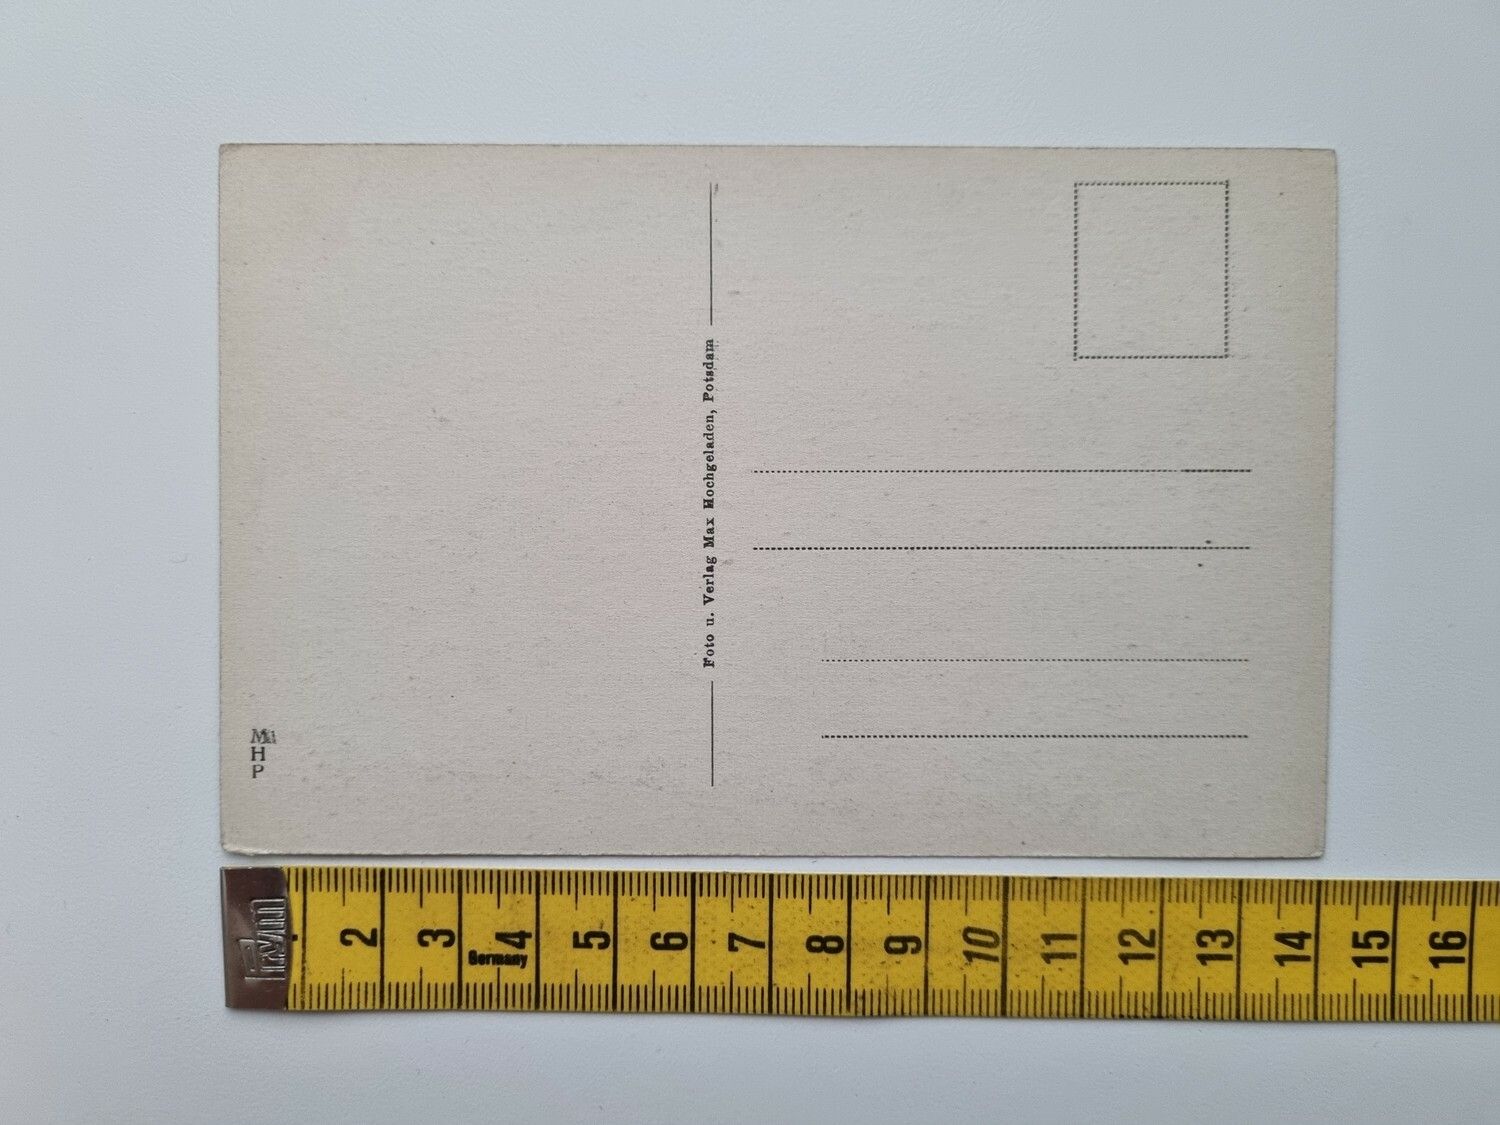 Foto u. Verlag Max Hochgeladen, Potsdam
H
P
2 3 4 5 6 7 8 9 10 11 12 13 14 15 16
Germany